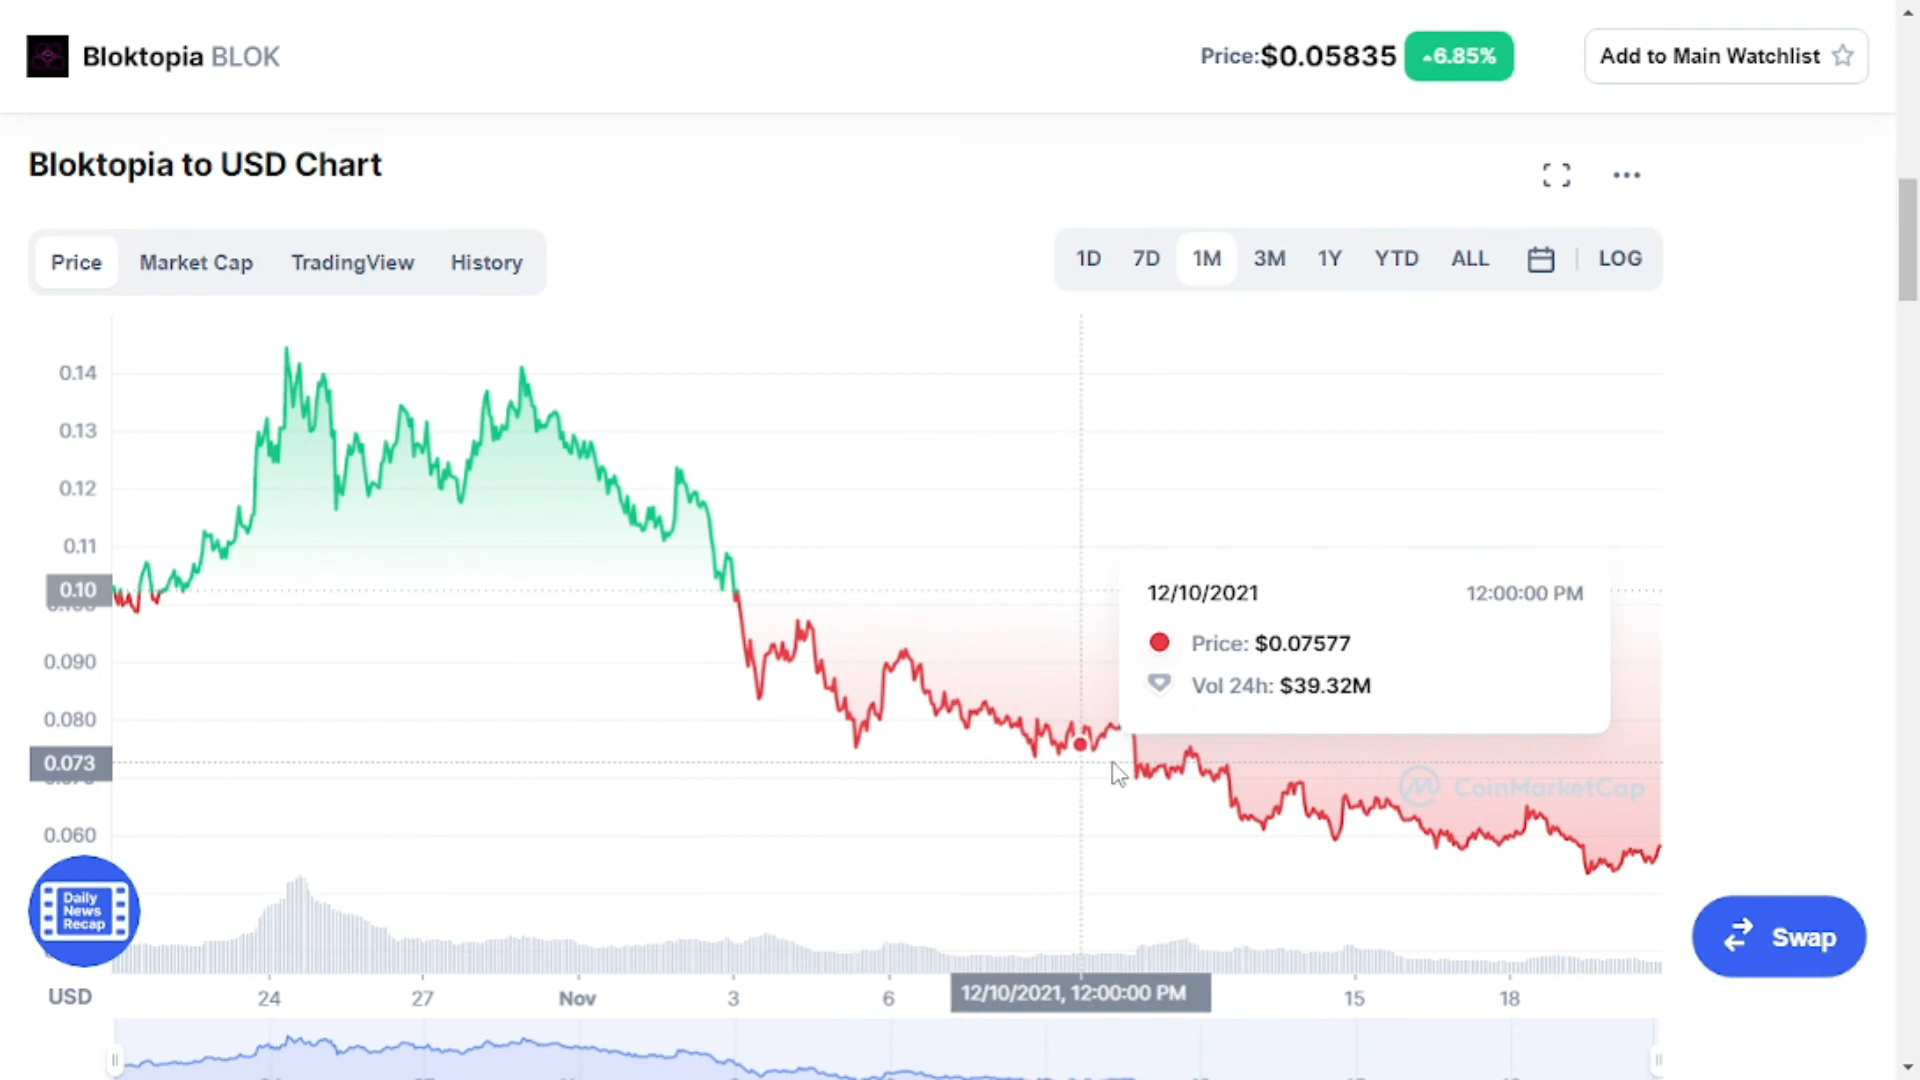 Bloktopia BLOK
Price:$0.05835 6.85%
Add to Main Watchlist
Bloktopia to USD Chart
Price Market Cap TradingView History
1D 7D 1M 3M 1Y YTD ALL LOG
0.14
0.13
0.12
0.11
0.10
0.090
0.080
0.073
0.060
12/10/2021 12:00:00 PM
Price: $0.07577
Vol 24h: $39.32M
CoinMarketCap
Daily
News
Recap
Swap
USD 24 27 Nov 3 6 12/10/2021, 12:00:00 PM 15 18